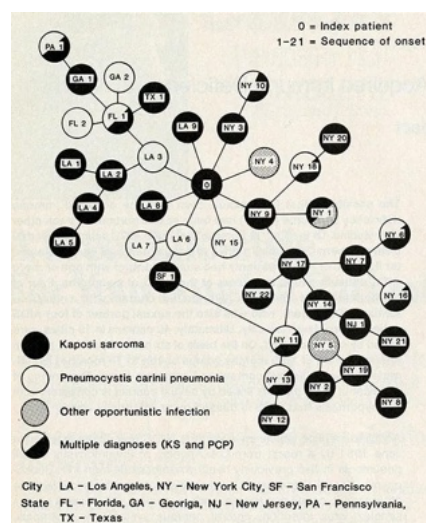 0 = Index patient
1-21 = Sequence of onset
PA 1
GA 1
GA 2
TX 1
FL 1
FL 2
LA 9
NY 3
NY 10
NY 20
NY 18
NY 4
LA 3
LA 1
LA 2
0
LA 8
LA 4
LA 5
LA 7
LA 6
NY 15
NY 9
NY 1
SF 1
NY 17
NY 7
NY 6
NY 16
NY 22
NY 14
NJ 1
NY 21
NY 11
NY 5
NY 13
NY 19
NY 2
NY 8
NY 12
Kaposi sarcoma
Pneumocystis carinii pneumonia
Other opportunistic infection
Multiple diagnoses (KS and PCP)
City LA - Los Angeles, NY - New York City, SF - San Francisco
State FL - Florida, GA - Georiga, NJ - New Jersey, PA - Pennsylvania,
TX - Texas